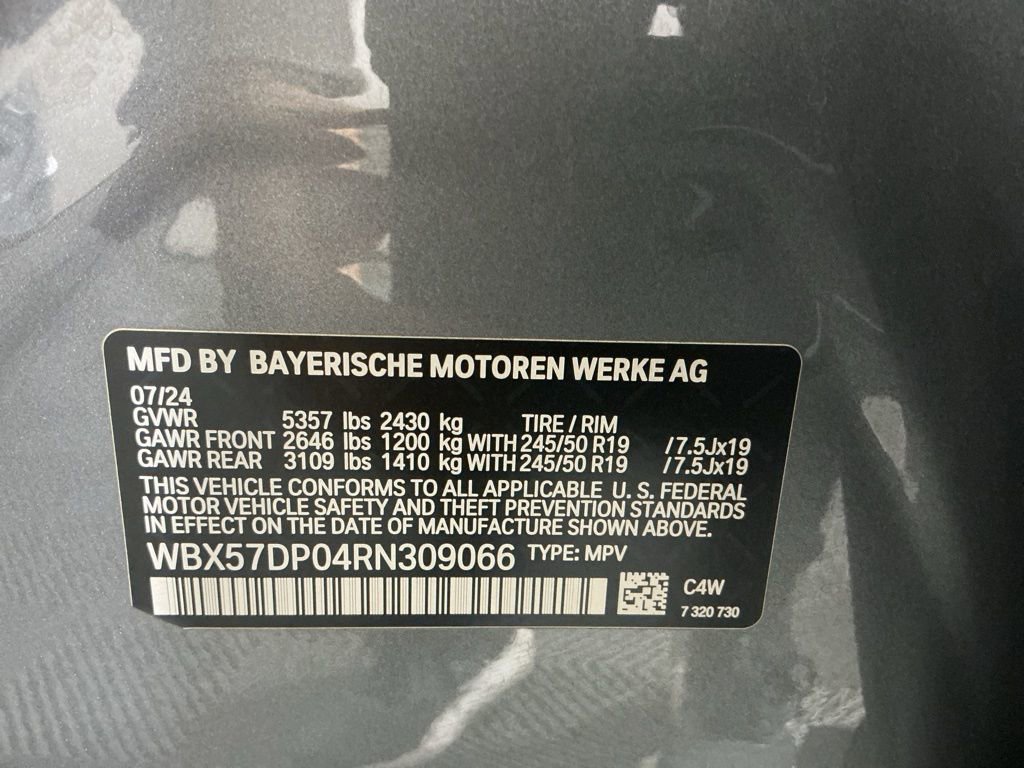 MFD BY BAYERISCHE MOTOREN WERKE AG
07/24
GVWR 5357 lbs 2430 kg TIRE / RIM
GAWR FRONT 2646 lbs 1200 kg WITH 245/50 R19 /7.5Jx19
GAWR REAR 3109 lbs 1410 kg WITH 245/50 R19 /7.5Jx19
THIS VEHICLE CONFORMS TO ALL APPLICABLE U. S. FEDERAL
MOTOR VEHICLE SAFETY AND THEFT PREVENTION STANDARDS
IN EFFECT ON THE DATE OF MANUFACTURE SHOWN ABOVE.
WBX57DP04RN309066 TYPE: MPV
C4W
7 320 730